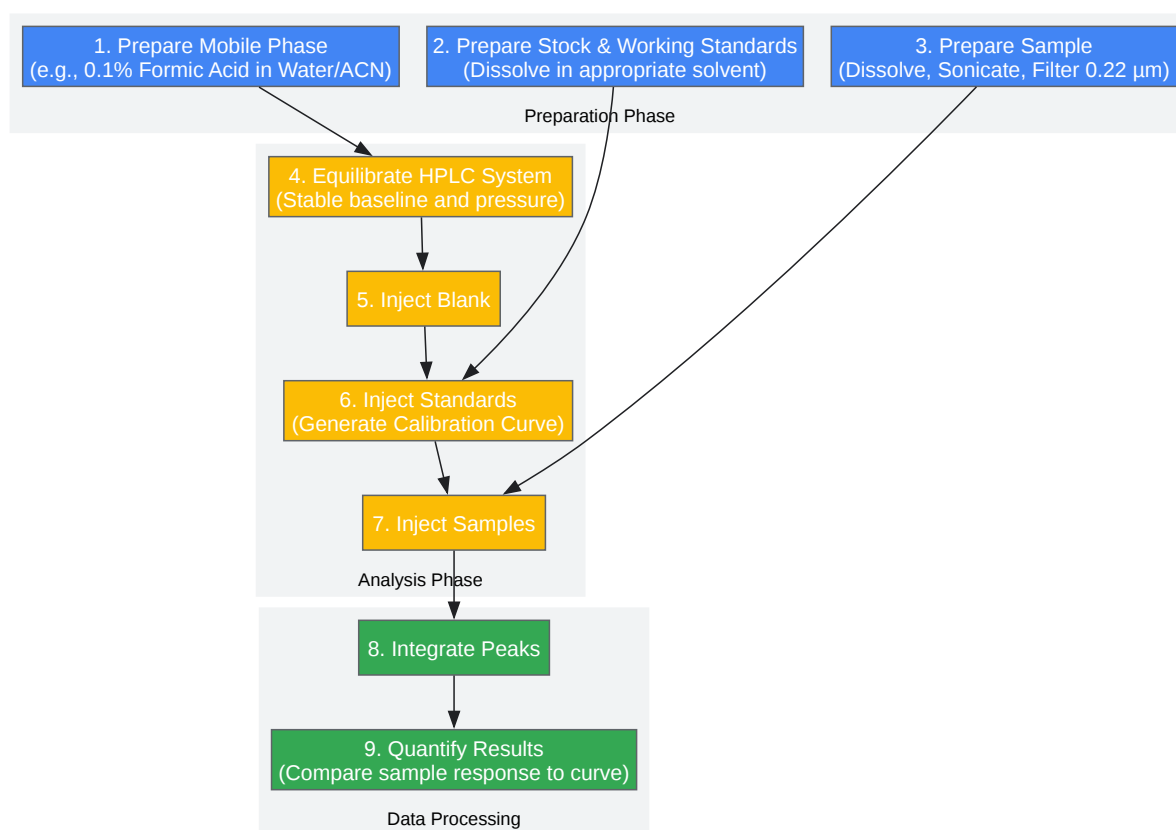 1. Prepare Mobile Phase
(e.g., 0.1% Formic Acid in Water/ACN)
2. Prepare Stock & Working Standards
(Dissolve in appropriate solvent)
3. Prepare Sample
(Dissolve, Sonicate, Filter 0.22 µm)
Preparation Phase
4. Equilibrate HPLC System
(Stable baseline and pressure)
5. Inject Blank
6. Inject Standards
(Generate Calibration Curve)
7. Inject Samples
Analysis Phase
8. Integrate Peaks
9. Quantify Results
(Compare sample response to curve)
Data Processing